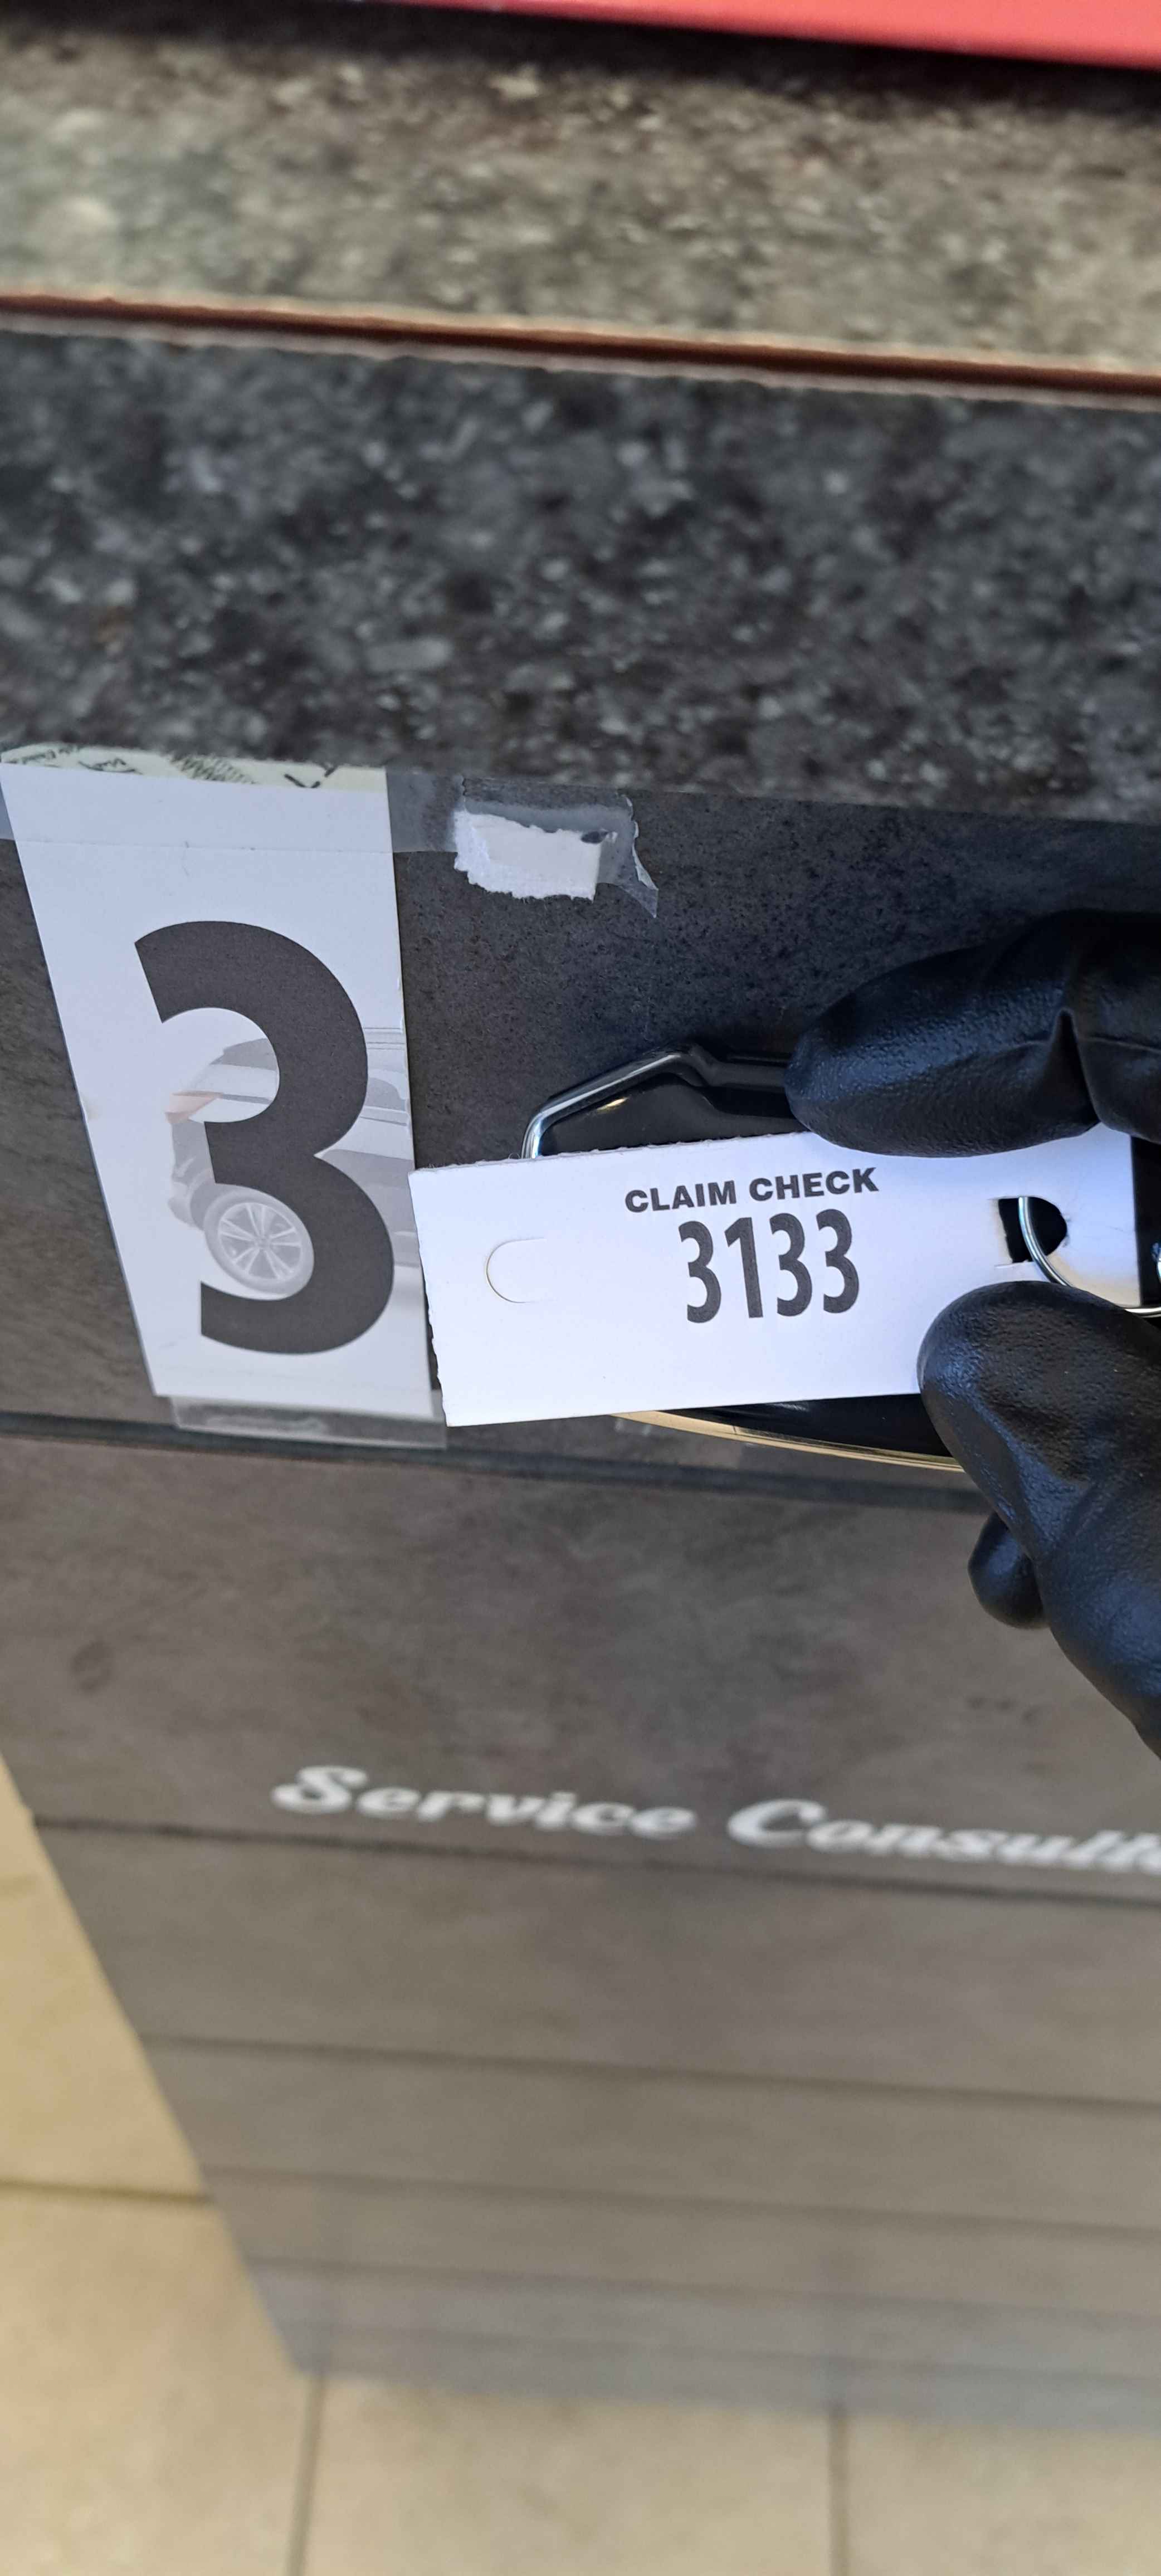 3
CLAIM CHECK
3133
Service